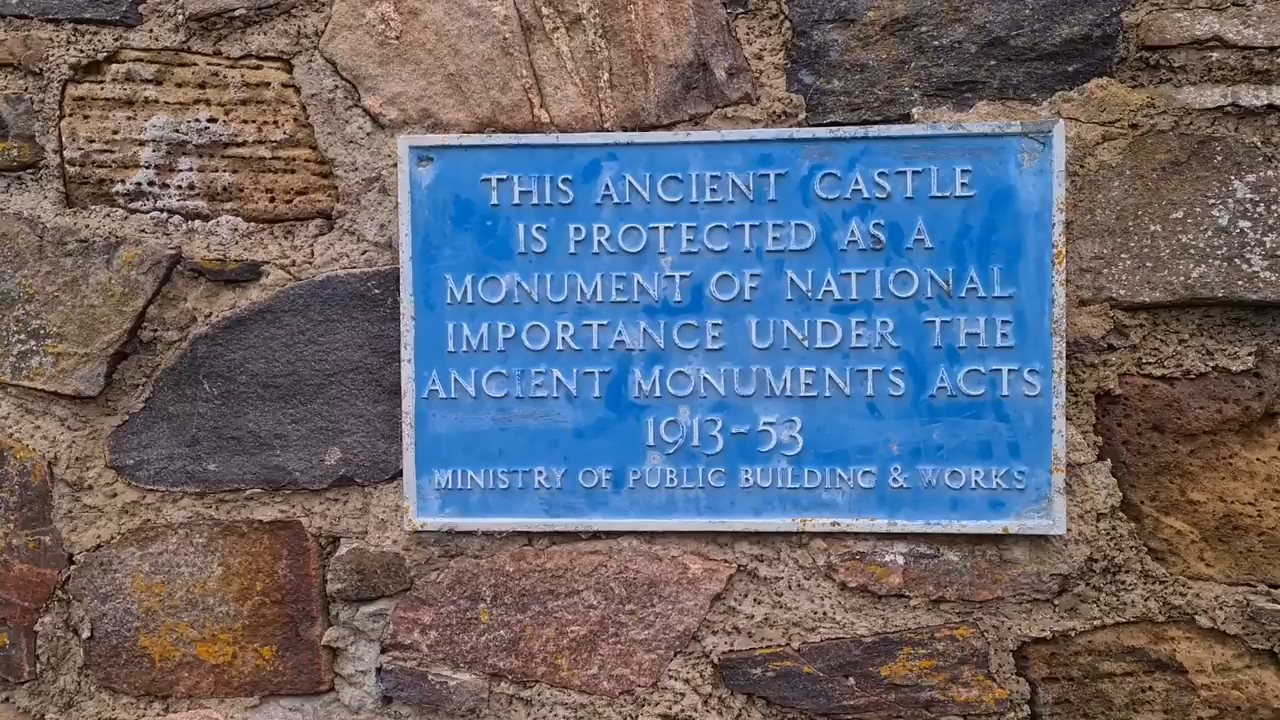 THIS ANCIENT CASTLE
IS PROTECTED AS A
MONUMENT OF NATIONAL
IMPORTANCE UNDER THE
ANCIENT MONUMENTS ACTS
1913-53
MINISTRY OF PUBLIC BUILDING & WORKS